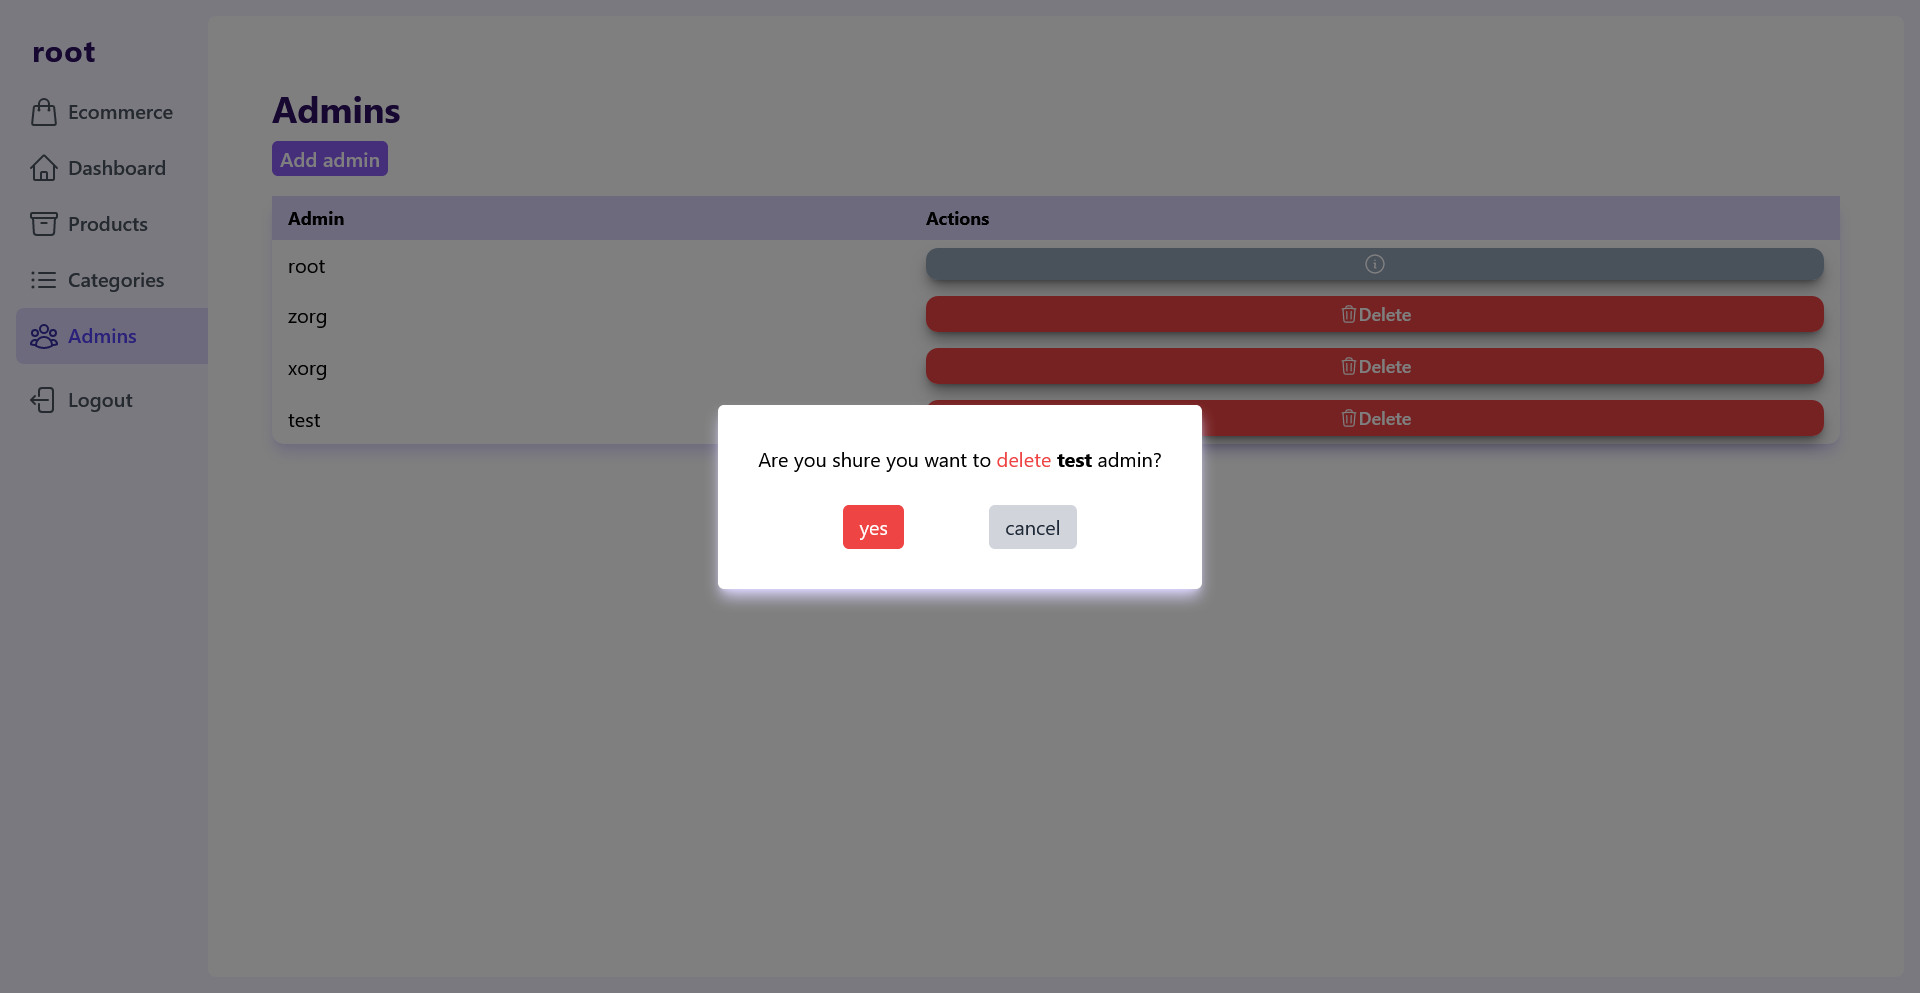 root
Ecommerce
Dashboard
Products
Categories
Admins
Logout
Admins
Add admin
Admin Actions
root
zorg Delete
xorg Delete
test Delete
Are you shure you want to delete test admin?
yes cancel